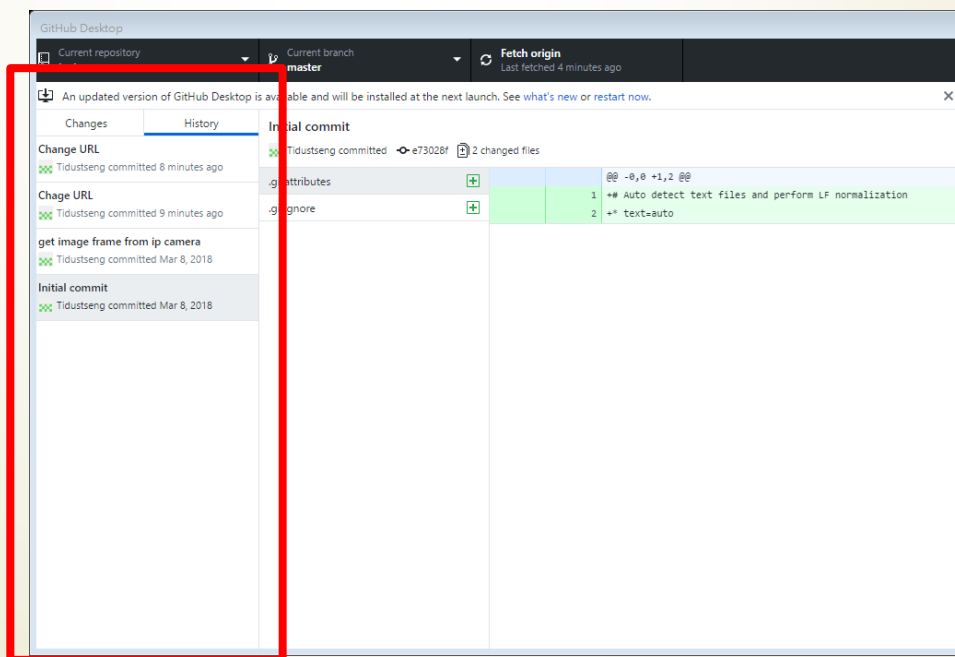 GitHub Desktop
Current repository
Current branch
master
Fetch origin
Last fetched 4 minutes ago
An updated version of GitHub Desktop is available and will be installed at the next launch. See what's new or restart now.
Changes
History
Change URL
Tidustseng committed 8 minutes ago
Chage URL
Tidustseng committed 9 minutes ago
get image frame from ip camera
Tidustseng committed Mar 8, 2018
Initial commit
Tidustseng committed Mar 8, 2018
Initial commit
Tidustseng committed e73028f 2 changed files
.gitattributes
.gitignore
@@ -0,0 +1,2 @@
1 +# Auto detect text files and perform LF normalization
2 +* text=auto